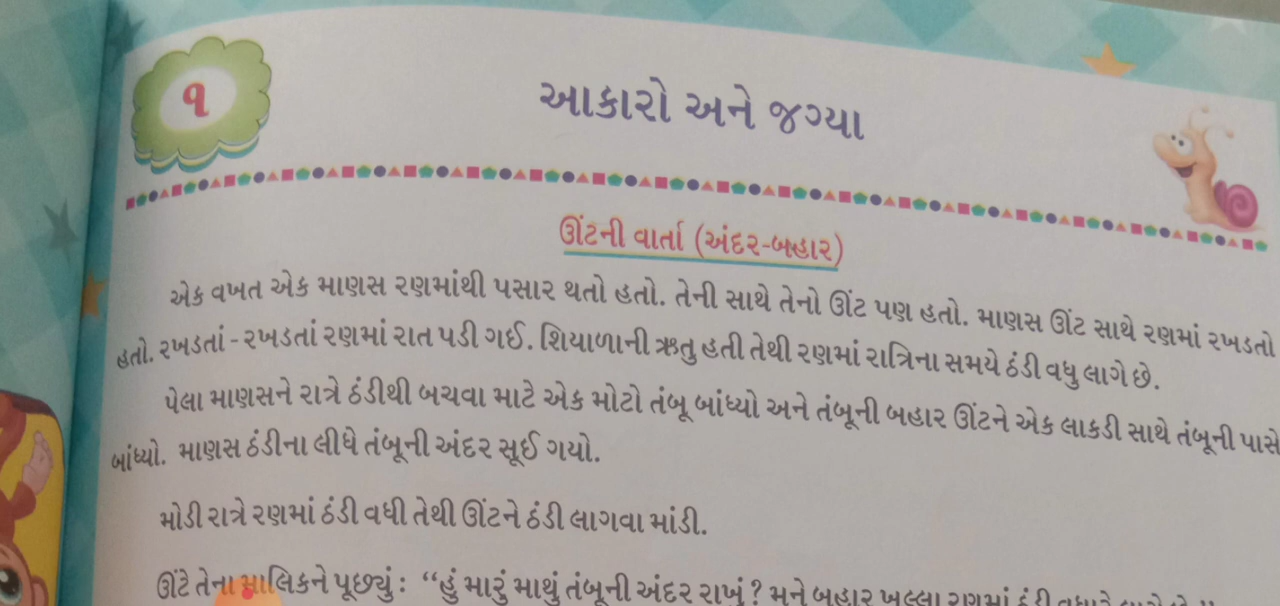 ૧
આકારો અને જગ્યા
ઊંટની વાર્તા (અંદર-બહાર)
એક વખત એક માણસ રણમાંથી પસાર થતો હતો. તેની સાથે તેનો ઊંટ પણ હતો. માણસ ઊંટ સાથે રણમાં રખડતો
હતો. રખડતાં - રખડતાં રણમાં રાત પડી ગઈ. શિયાળાની ઋતુ હતી તેથી રણમાં રાત્રિના સમયે ઠંડી વધુ લાગે છે.
પેલા માણસને રાત્રે ઠંડીથી બચવા માટે એક મોટો તંબૂ બાંધ્યો અને તંબૂની બહાર ઊંટને એક લાકડી સાથે તંબૂની પાસે
બાંધ્યો. માણસ ઠંડીના લીધે તંબૂની અંદર સૂઈ ગયો.
મોડી રાત્રે રણમાં ઠંડી વધી તેથી ઊંટને ઠંડી લાગવા માંડી.
ઊંટે તેના માલિકને પૂછ્યું : “હું મારું માથું તંબૂની અંદર રાખું ? મને બહાર ખુલ્લા રણમાં ઠંડી